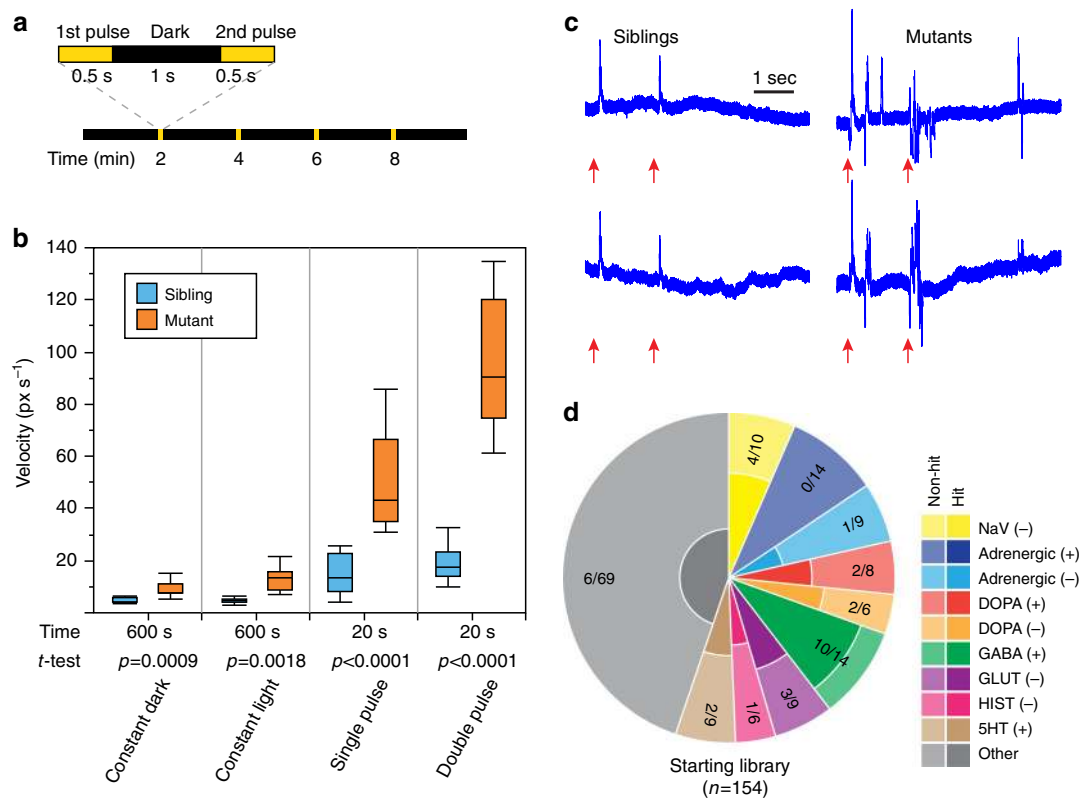 a
1st pulse Dark 2nd pulse
0.5 s 1 s 0.5 s
Time (min) 2 4 6 8
b
140
120
100
80
60
40
20
Velocity (px s⁻¹)
Sibling
Mutant
Time 600 s 600 s 20 s 20 s
t-test p=0.0009 p=0.0018 p<0.0001 p<0.0001
Constant dark
Constant light
Single pulse
Double pulse
c
Siblings Mutants
1 sec
d
4/10
0/14
1/9
2/8
2/6
10/14
3/9
1/6
2/9
6/69
Starting library
(n=154)
Non-hit
Hit
NaV (–)
Adrenergic (+)
Adrenergic (–)
DOPA (+)
DOPA (–)
GABA (+)
GLUT (–)
HIST (–)
5HT (+)
Other